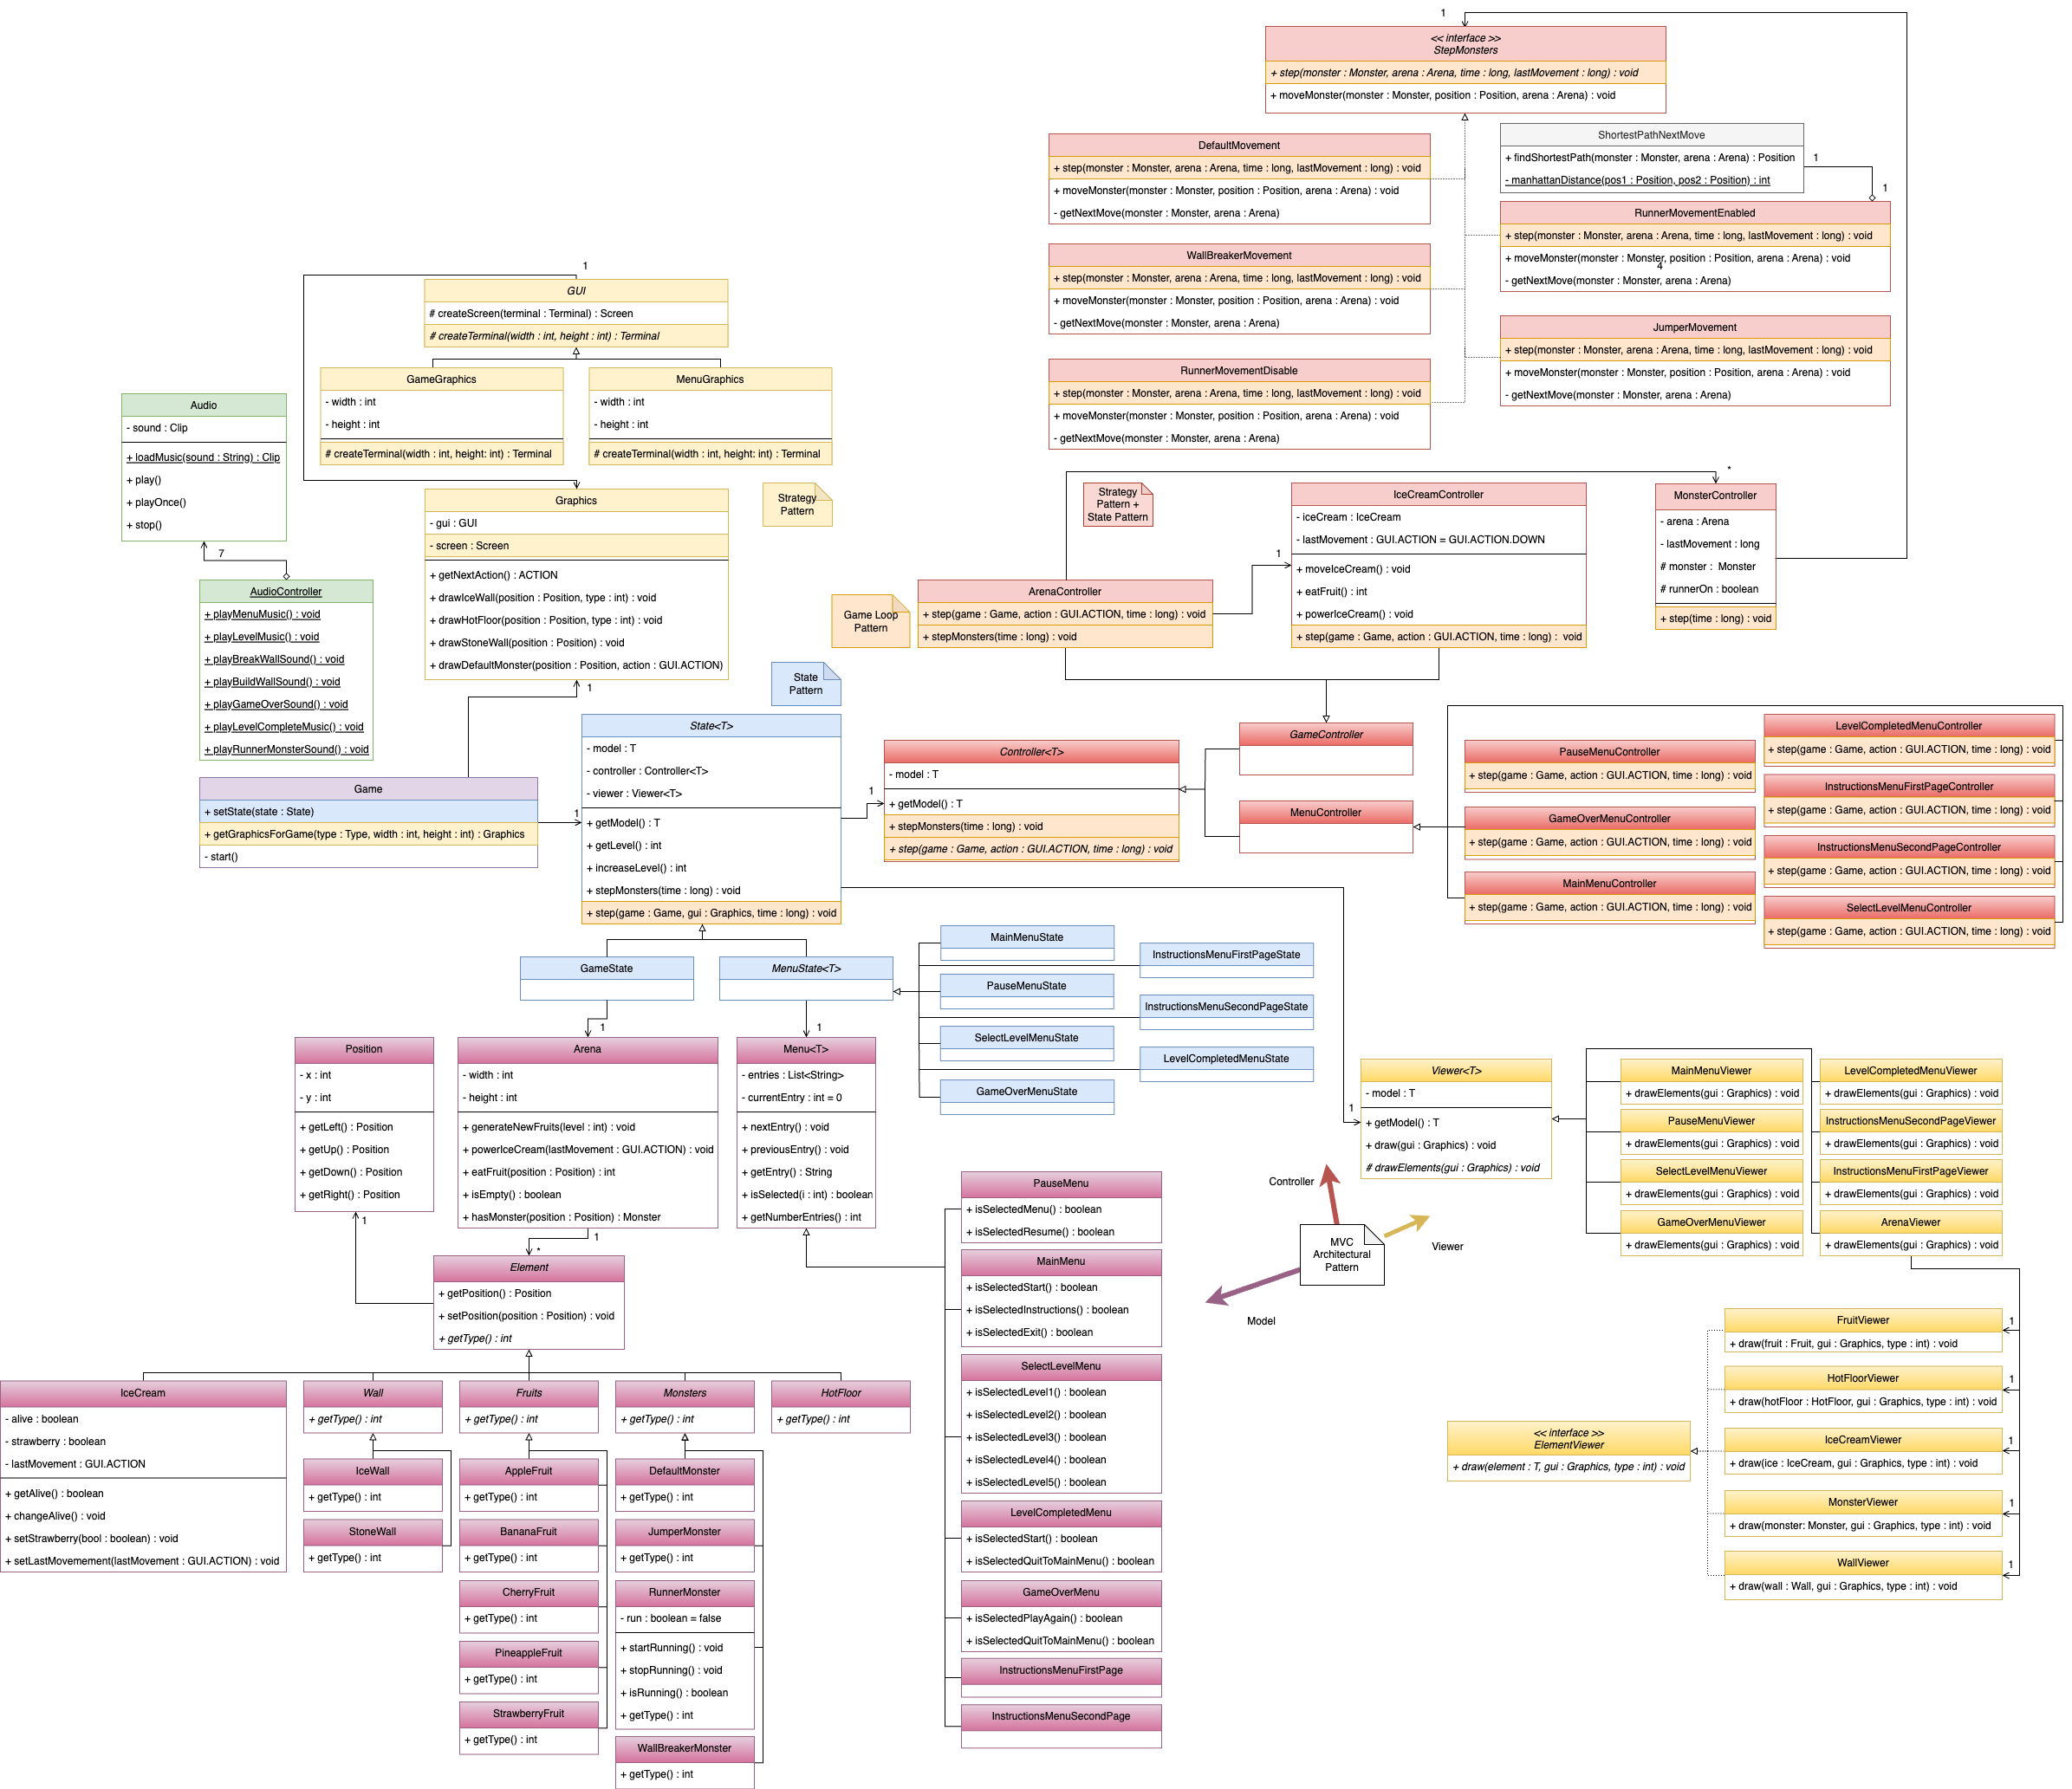 1
<< interface >>
StepMonsters
+ step(monster : Monster, arena : Arena, time : long, lastMovement : long) : void
+ moveMonster(monster : Monster, position : Position, arena : Arena) : void
DefaultMovement
+ step(monster : Monster, arena : Arena, time : long, lastMovement : long) : void
+ moveMonster(monster : Monster, position : Position, arena : Arena) : void
- getNextMove(monster : Monster, arena : Arena)
ShortestPathNextMove
+ findShortestPath(monster : Monster, arena : Arena) : Position
- manhattanDistance(pos1 : Position, pos2 : Position) : int
1
1
RunnerMovementEnabled
+ step(monster : Monster, arena : Arena, time : long, lastMovement : long) : void
+ moveMonster(monster : Monster, position : Position, arena : Arena) : void
4
- getNextMove(monster : Monster, arena : Arena)
WallBreakerMovement
+ step(monster : Monster, arena : Arena, time : long, lastMovement : long) : void
+ moveMonster(monster : Monster, position : Position, arena : Arena) : void
- getNextMove(monster : Monster, arena : Arena)
JumperMovement
+ step(monster : Monster, arena : Arena, time : long, lastMovement : long) : void
+ moveMonster(monster : Monster, position : Position, arena : Arena) : void
- getNextMove(monster : Monster, arena : Arena)
RunnerMovementDisable
+ step(monster : Monster, arena : Arena, time : long, lastMovement : long) : void
+ moveMonster(monster : Monster, position : Position, arena : Arena) : void
- getNextMove(monster : Monster, arena : Arena)
1
GUI
# createScreen(terminal : Terminal) : Screen
# createTerminal(width : int, height : int) : Terminal
GameGraphics
- width : int
- height : int
# createTerminal(width : int, height: int) : Terminal
MenuGraphics
- width : int
- height : int
# createTerminal(width : int, height: int) : Terminal
Audio
- sound : Clip
+ loadMusic(sound : String) : Clip
+ play()
+ playOnce()
+ stop()
7
AudioController
+ playMenuMusic() : void
+ playLevelMusic() : void
+ playBreakWallSound() : void
+ playBuildWallSound() : void
+ playGameOverSound() : void
+ playLevelCompleteMusic() : void
+ playRunnerMonsterSound() : void
Graphics
- gui : GUI
- screen : Screen
+ getNextAction() : ACTION
+ drawIceWall(position : Position, type : int) : void
+ drawHotFloor(position : Position, type : int) : void
+ drawStoneWall(position : Position) : void
+ drawDefaultMonster(position : Position, action : GUI.ACTION)
1
Strategy
Pattern
Strategy
Pattern +
State Pattern
Game Loop
Pattern
State
Pattern
*
IceCreamController
- iceCream : IceCream
- lastMovement : GUI.ACTION = GUI.ACTION.DOWN
+ moveIceCream() : void
+ eatFruit() : int
+ powerIceCream() : void
+ step(game : Game, action : GUI.ACTION, time : long) : void
1
MonsterController
- arena : Arena
- lastMovement : long
# monster : Monster
# runnerOn : boolean
+ step(time : long) : void
ArenaController
+ step(game : Game, action : GUI.ACTION, time : long) : void
+ stepMonsters(time : long) : void
Game
+ setState(state : State)
+ getGraphicsForGame(type : Type, width : int, height : int) : Graphics
- start()
1
State<T>
- model : T
- controller : Controller<T>
- viewer : Viewer<T>
+ getModel() : T
+ getLevel() : int
+ increaseLevel() : int
+ stepMonsters(time : long) : void
+ step(game : Game, gui : Graphics, time : long) : void
1
Controller<T>
- model : T
+ getModel() : T
+ stepMonsters(time : long) : void
+ step(game : Game, action : GUI.ACTION, time : long) : void
GameController
MenuController
PauseMenuController
+ step(game : Game, action : GUI.ACTION, time : long) : void
GameOverMenuController
+ step(game : Game, action : GUI.ACTION, time : long) : void
MainMenuController
+ step(game : Game, action : GUI.ACTION, time : long) : void
LevelCompletedMenuController
+ step(game : Game, action : GUI.ACTION, time : long) : void
InstructionsMenuFirstPageController
+ step(game : Game, action : GUI.ACTION, time : long) : void
InstructionsMenuSecondPageController
+ step(game : Game, action : GUI.ACTION, time : long) : void
SelectLevelMenuController
+ step(game : Game, action : GUI.ACTION, time : long) : void
GameState
MenuState<T>
1
1
MainMenuState
InstructionsMenuFirstPageState
PauseMenuState
InstructionsMenuSecondPageState
SelectLevelMenuState
LevelCompletedMenuState
GameOverMenuState
Position
- x : int
- y : int
+ getLeft() : Position
+ getUp() : Position
+ getDown() : Position
+ getRight() : Position
1
Arena
- width : int
- height : int
+ generateNewFruits(level : int) : void
+ powerIceCream(lastMovement : GUI.ACTION) : void
+ eatFruit(position : Position) : int
+ isEmpty() : boolean
+ hasMonster(position : Position) : Monster
1
*
Menu<T>
- entries : List<String>
- currentEntry : int = 0
+ nextEntry() : void
+ previousEntry() : void
+ getEntry() : String
+ isSelected(i : int) : boolean
+ getNumberEntries() : int
1
Viewer<T>
- model : T
+ getModel() : T
+ draw(gui : Graphics) : void
# drawElements(gui : Graphics) : void
MainMenuViewer
+ drawElements(gui : Graphics) : void
PauseMenuViewer
+ drawElements(gui : Graphics) : void
SelectLevelMenuViewer
+ drawElements(gui : Graphics) : void
GameOverMenuViewer
+ drawElements(gui : Graphics) : void
LevelCompletedMenuViewer
+ drawElements(gui : Graphics) : void
InstructionsMenuSecondPageViewer
+ drawElements(gui : Graphics) : void
InstructionsMenuFirstPageViewer
+ drawElements(gui : Graphics) : void
ArenaViewer
+ drawElements(gui : Graphics) : void
Controller
MVC
Architectural
Pattern
Viewer
Model
Element
+ getPosition() : Position
+ setPosition(position : Position) : void
+ getType() : int
IceCream
- alive : boolean
- strawberry : boolean
- lastMovement : GUI.ACTION
+ getAlive() : boolean
+ changeAlive() : void
+ setStrawberry(bool : boolean) : void
+ setLastMovemement(lastMovement : GUI.ACTION) : void
Wall
+ getType() : int
IceWall
+ getType() : int
StoneWall
+ getType() : int
Fruits
+ getType() : int
AppleFruit
+ getType() : int
BananaFruit
+ getType() : int
CherryFruit
+ getType() : int
PineappleFruit
+ getType() : int
StrawberryFruit
+ getType() : int
Monsters
+ getType() : int
DefaultMonster
+ getType() : int
JumperMonster
+ getType() : int
RunnerMonster
- run : boolean = false
+ startRunning() : void
+ stopRunning() : void
+ isRunning() : boolean
+ getType() : int
WallBreakerMonster
+ getType() : int
HotFloor
+ getType() : int
PauseMenu
+ isSelectedMenu() : boolean
+ isSelectedResume() : boolean
MainMenu
+ isSelectedStart() : boolean
+ isSelectedInstructions() : boolean
+ isSelectedExit() : boolean
SelectLevelMenu
+ isSelectedLevel1() : boolean
+ isSelectedLevel2() : boolean
+ isSelectedLevel3() : boolean
+ isSelectedLevel4() : boolean
+ isSelectedLevel5() : boolean
LevelCompletedMenu
+ isSelectedStart() : boolean
+ isSelectedQuitToMainMenu() : boolean
GameOverMenu
+ isSelectedPlayAgain() : boolean
+ isSelectedQuitToMainMenu() : boolean
InstructionsMenuFirstPage
InstructionsMenuSecondPage
<< interface >>
ElementViewer
+ draw(element : T, gui : Graphics, type : int) : void
FruitViewer
+ draw(fruit : Fruit, gui : Graphics, type : int) : void
1
HotFloorViewer
+ draw(hotFloor : HotFloor, gui : Graphics, type : int) : void
1
IceCreamViewer
+ draw(ice : IceCream, gui : Graphics, type : int) : void
1
MonsterViewer
+ draw(monster: Monster, gui : Graphics, type : int) : void
1
WallViewer
+ draw(wall : Wall, gui : Graphics, type : int) : void
1